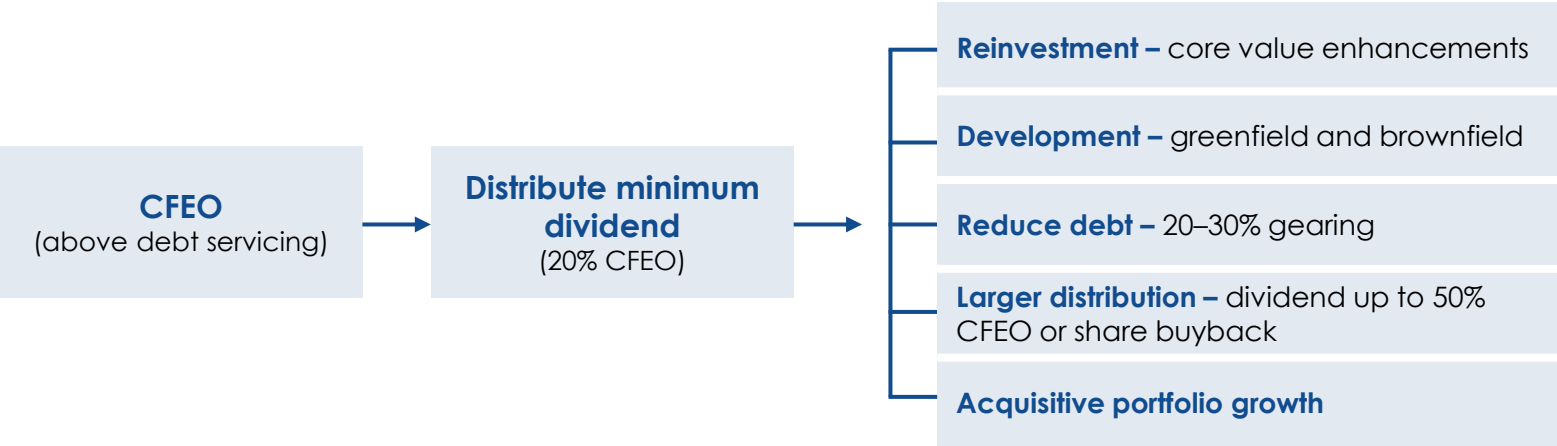 CFEO
(above debt servicing)
Distribute minimum
dividend
(20% CFEO)
Reinvestment – core value enhancements
Development – greenfield and brownfield
Reduce debt – 20–30% gearing
Larger distribution – dividend up to 50%
CFEO or share buyback
Acquisitive portfolio growth